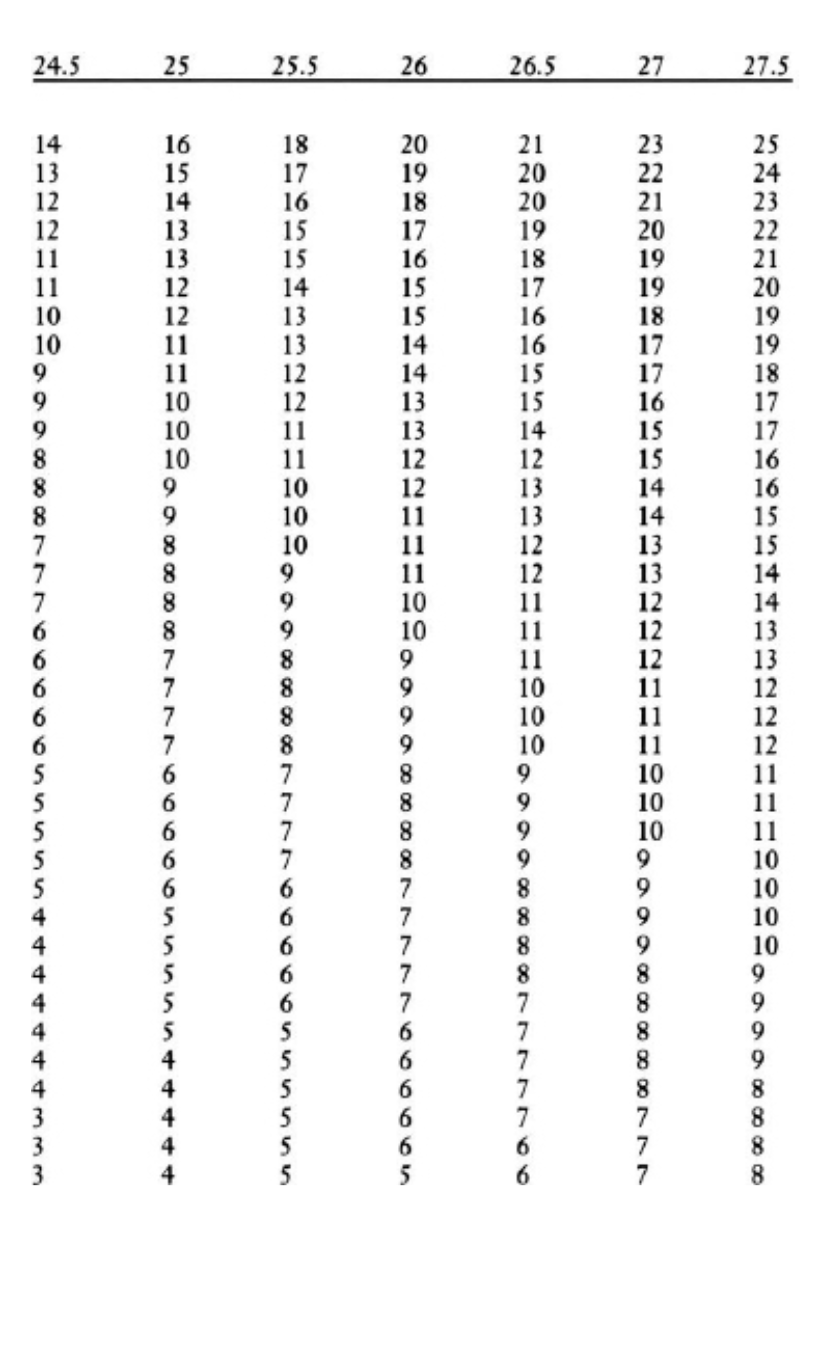 24.5 25 25.5 26 26.5 27 27.5
14 16 18 20 21 23 25
13 15 17 19 20 22 24
12 14 16 18 20 21 23
12 13 15 17 19 20 22
11 13 15 16 18 19 21
11 12 14 15 17 19 20
10 12 13 15 16 18 19
10 11 13 14 16 17 19
9 11 12 14 15 17 18
9 10 12 13 15 16 17
9 10 11 13 14 15 17
8 10 11 12 12 15 16
8 9 10 12 13 14 16
8 9 10 11 13 14 15
7 8 10 11 12 13 15
7 8 9 11 12 13 14
7 8 9 10 11 12 14
6 8 9 10 11 12 13
6 7 8 9 11 12 13
6 7 8 9 10 11 12
6 7 8 9 10 11 12
6 7 8 9 10 11 12
5 6 7 8 9 10 11
5 6 7 8 9 10 11
5 6 7 8 9 10 11
5 6 7 8 9 9 10
5 6 6 7 8 9 10
4 5 6 7 8 9 10
4 5 6 7 8 9 10
4 5 6 7 8 8 9
4 5 6 7 7 8 9
4 5 5 6 7 8 9
4 4 5 6 7 8 9
4 4 5 6 7 8 8
3 4 5 6 7 7 8
3 4 5 6 6 7 8
3 4 5 5 6 7 8